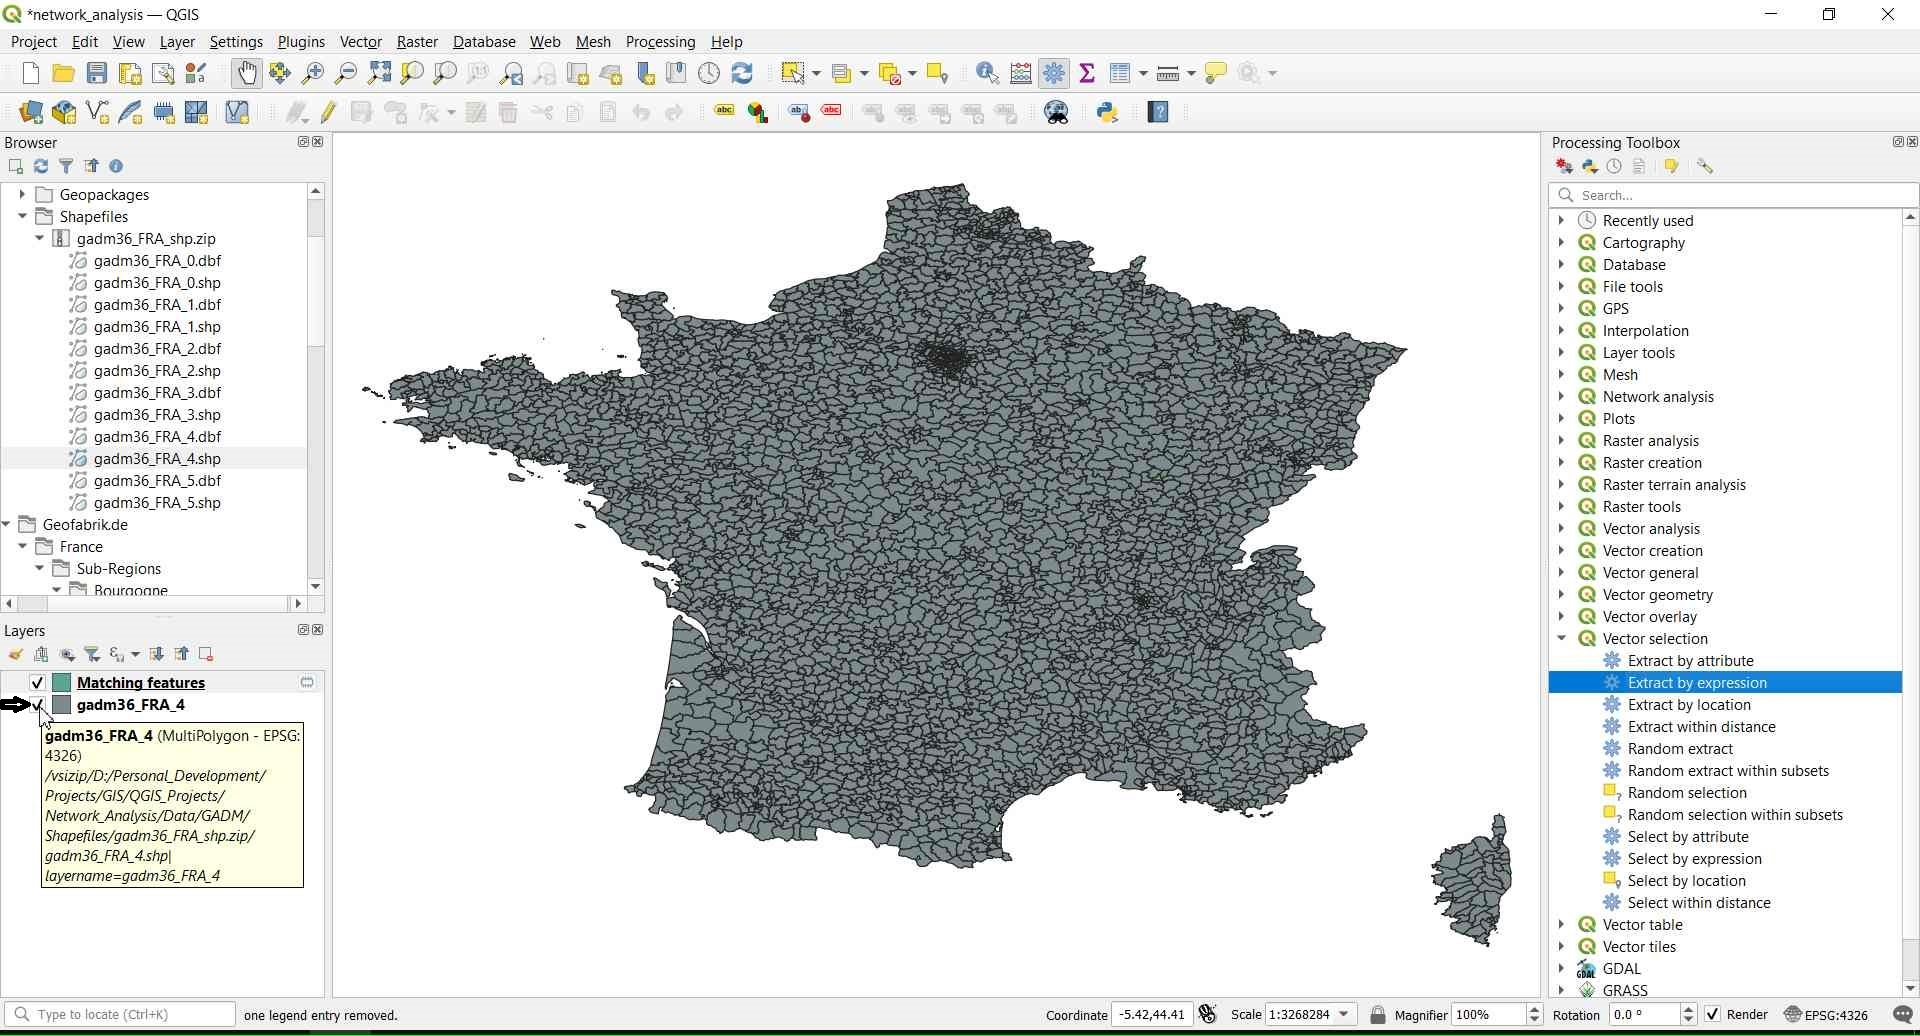 *network_analysis — QGIS
Project Edit View Layer Settings Plugins Vector Raster Database Web Mesh Processing Help
Browser
Geopackages
Shapefiles
gadm36_FRA_shp.zip
gadm36_FRA_0.dbf
gadm36_FRA_0.shp
gadm36_FRA_1.dbf
gadm36_FRA_1.shp
gadm36_FRA_2.dbf
gadm36_FRA_2.shp
gadm36_FRA_3.dbf
gadm36_FRA_3.shp
gadm36_FRA_4.dbf
gadm36_FRA_4.shp
gadm36_FRA_5.dbf
gadm36_FRA_5.shp
Geofabrik.de
France
Sub-Regions
Bourgogne
Layers
Matching features
gadm36_FRA_4
gadm36_FRA_4 (MultiPolygon - EPSG:
4326)
/vsizip/D:/Personal_Development/
Projects/GIS/QGIS_Projects/
Network_Analysis/Data/GADM/
Shapefiles/gadm36_FRA_shp.zip/
gadm36_FRA_4.shp|
layername=gadm36_FRA_4
Processing Toolbox
Search...
Recently used
Cartography
Database
File tools
GPS
Interpolation
Layer tools
Mesh
Network analysis
Plots
Raster analysis
Raster creation
Raster terrain analysis
Raster tools
Vector analysis
Vector creation
Vector general
Vector geometry
Vector overlay
Vector selection
Extract by attribute
Extract by expression
Extract by location
Extract within distance
Random extract
Random extract within subsets
Random selection
Random selection within subsets
Select by attribute
Select by expression
Select by location
Select within distance
Vector table
Vector tiles
GDAL
GRASS
Type to locate (Ctrl+K) one legend entry removed. Coordinate -5.42,44.41 Scale 1:3268284 Magnifier 100% Rotation 0.0 ° Render EPSG:4326